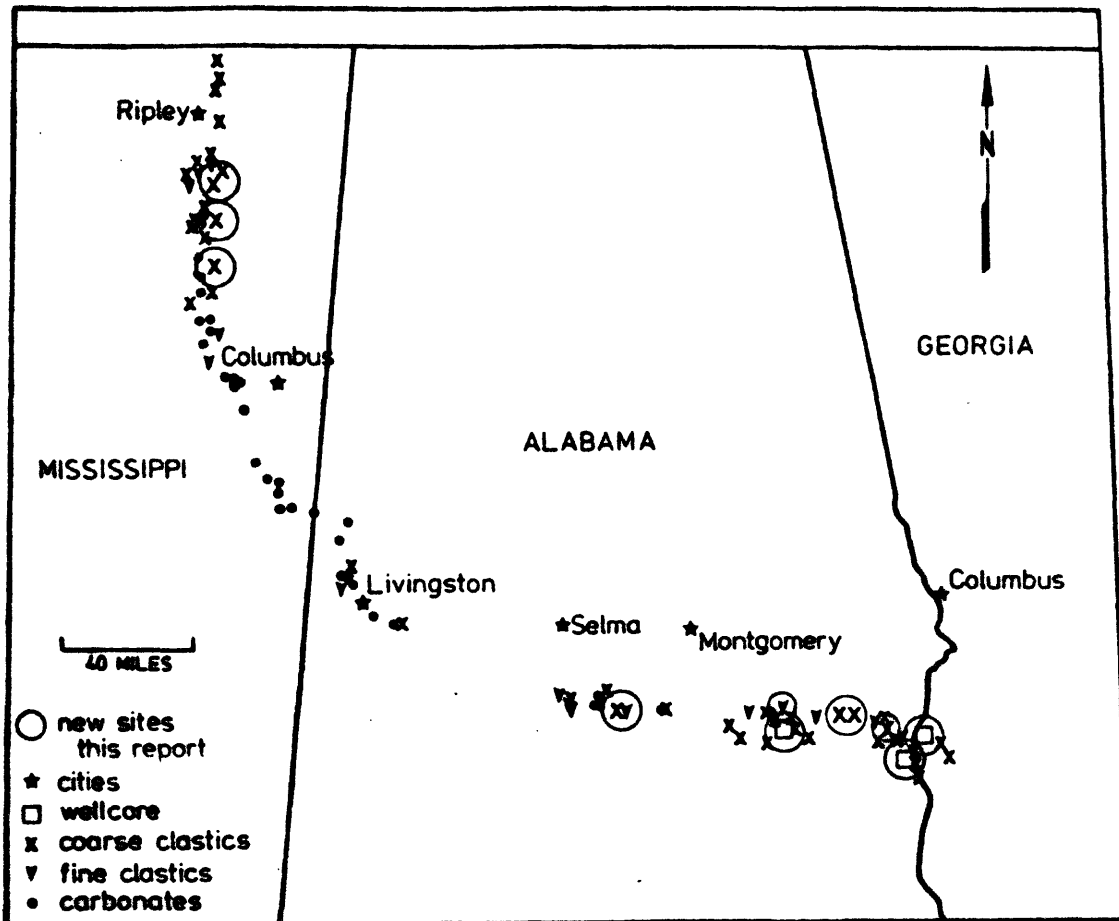 Ripley
N
Columbus
GEORGIA
ALABAMA
MISSISSIPPI
Livingston
Columbus
Selma
Montgomery
40 MILES
new sites
this report
cities
wellcore
x coarse clastics
fine clastics
carbonates